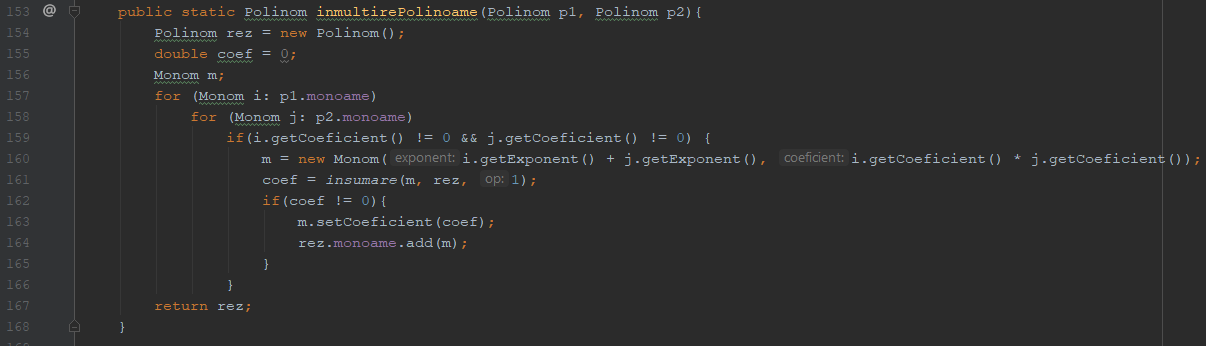 153 @ public static Polinom inmultirePolinoame(Polinom p1, Polinom p2){
154 Polinom rez = new Polinom();
155 double coef = 0;
156 Monom m;
157 for (Monom i: p1.monoame)
158 for (Monom j: p2.monoame)
159 if(i.getCoeficient() != 0 && j.getCoeficient() != 0) {
160 m = new Monom( exponent: i.getExponent() + j.getExponent(), coeficient: i.getCoeficient() * j.getCoeficient());
161 coef = insumare(m, rez, op: 1);
162 if(coef != 0){
163 m.setCoeficient(coef);
164 rez.monoame.add(m);
165 }
166 }
167 return rez;
168 }